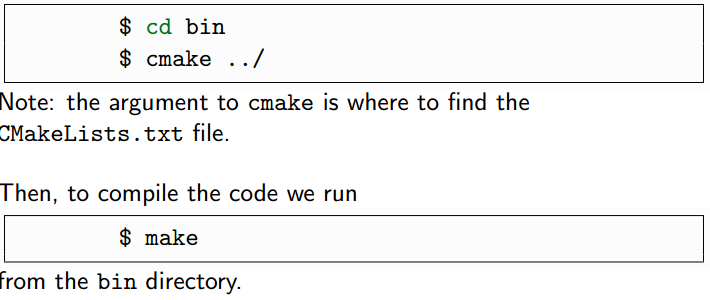 $ cd bin
$ cmake ../
Note: the argument to cmake is where to find the
CMakeLists.txt file.
Then, to compile the code we run
$ make
from the bin directory.